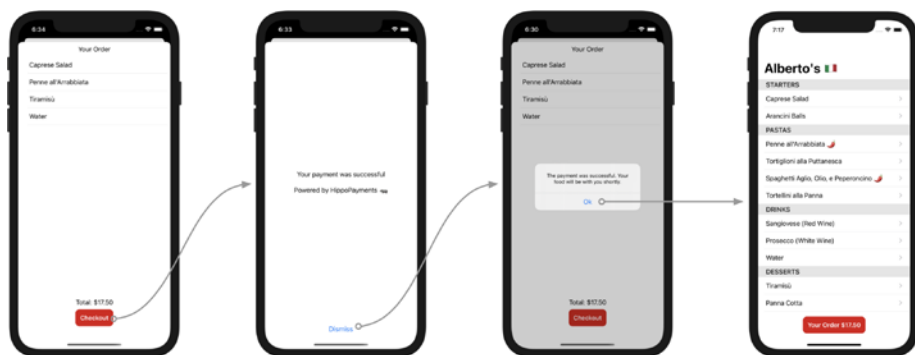 6:34
Your Order
Caprese Salad
Penne all'Arrabbiata
Tiramisù
Water
Total: $17.50
Checkout
6:33
Your payment was successful
Powered by HippoPayments 🦛
Dismiss
6:30
Your Order
Caprese Salad
Penne all'Arrabbiata
Tiramisù
Water
The payment was successful. Your
food will be with you shortly.
Ok
Total: $17.50
Checkout
7:17
Alberto's 🇮🇹
STARTERS
Caprese Salad
Arancini Balls
PASTAS
Penne all'Arrabbiata 🌶️
Tortiglioni alla Puttanesca
Spaghetti Aglio, Olio, e Peperoncino 🌶️
Tortellini alla Panna
DRINKS
Sangiovese (Red Wine)
Prosecco (White Wine)
Water
DESSERTS
Tiramisù
Panna Cotta
Your Order $17.50